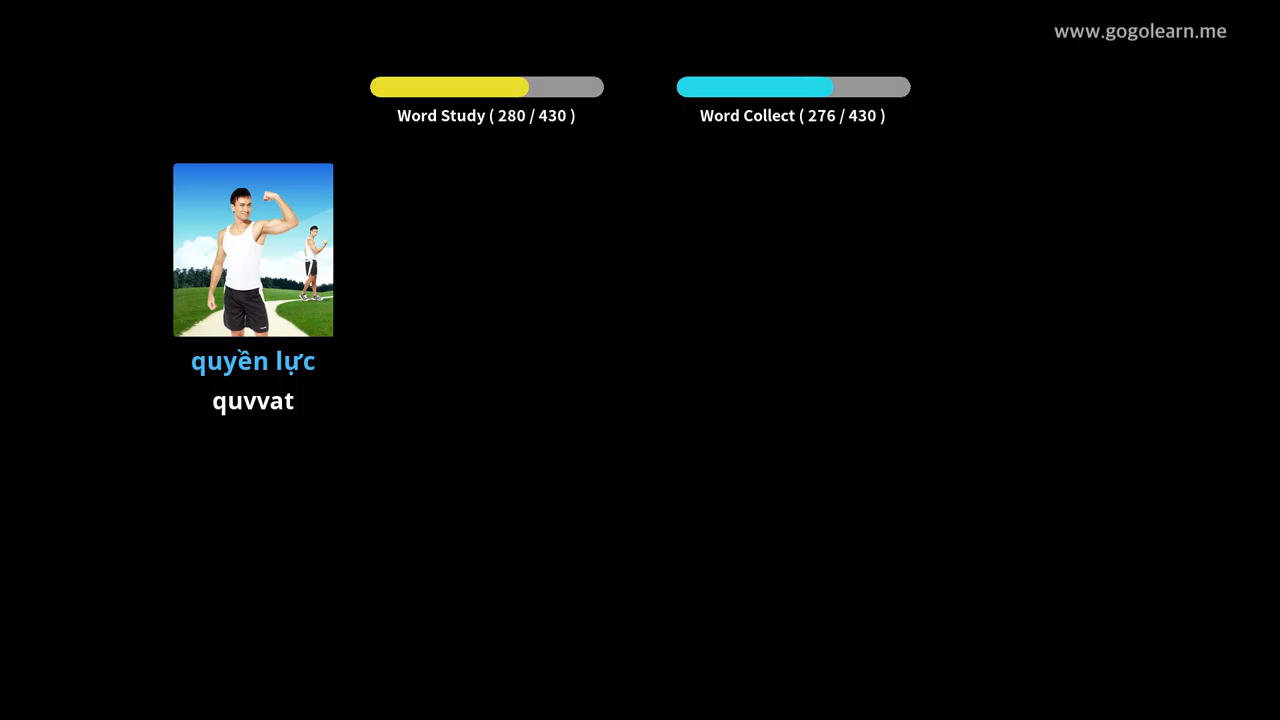 www.gogolearn.me
Word Study ( 280 / 430 )
Word Collect ( 276 / 430 )
quyền lực
quvvat